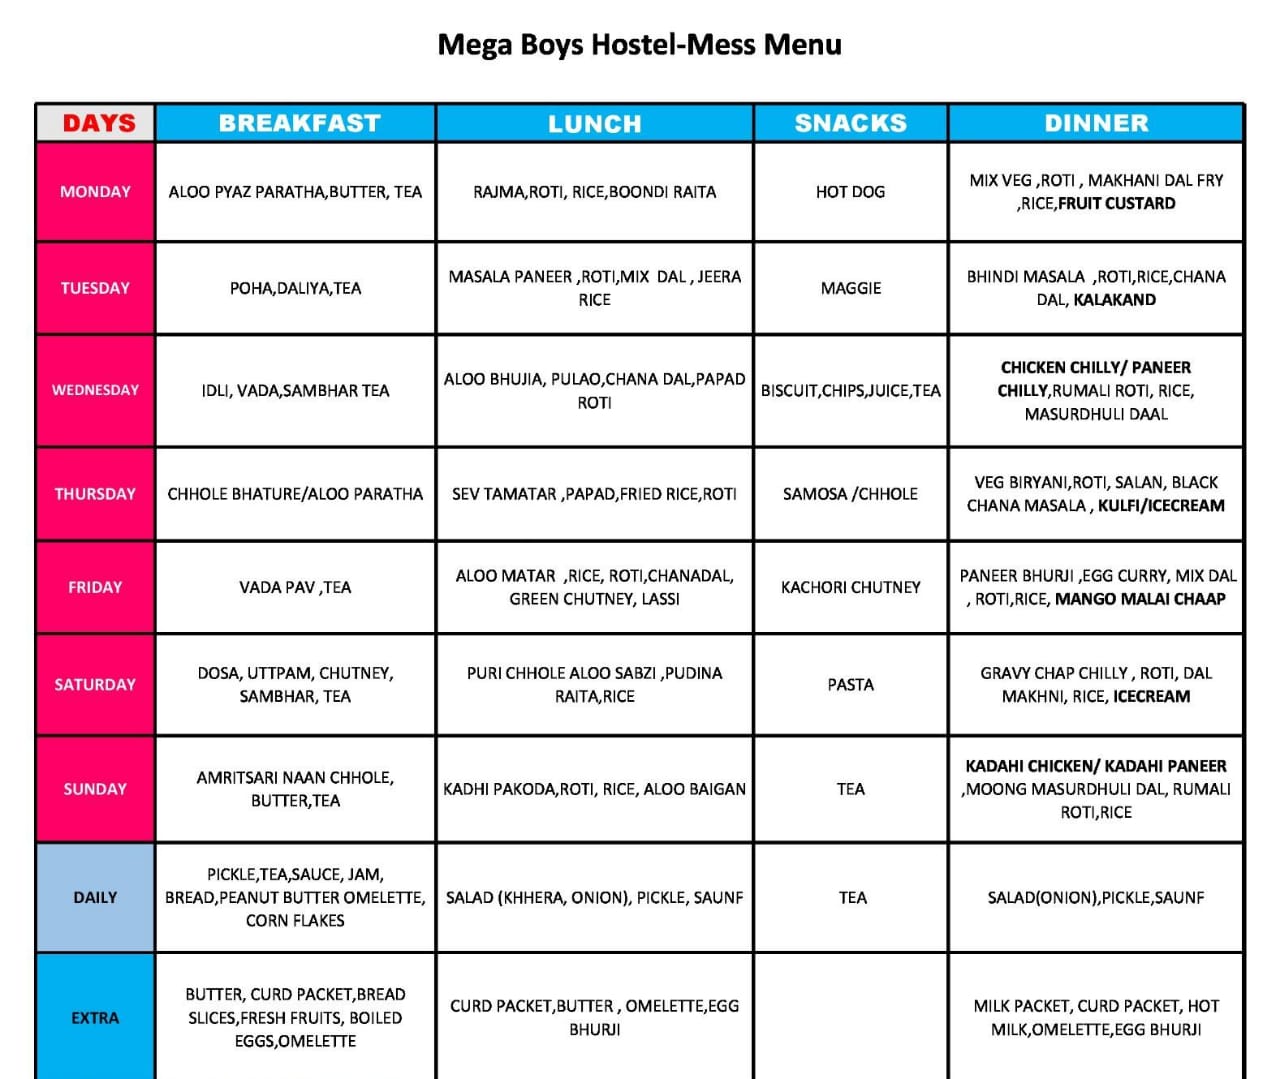 Mega Boys Hostel-Mess Menu
DAYS BREAKFAST LUNCH SNACKS DINNER
MONDAY
ALOO PYAZ PARATHA,BUTTER, TEA
RAJMA,ROTI, RICE,BOONDI RAITA
HOT DOG
MIX VEG ,ROTI , MAKHANI DAL FRY
,RICE,FRUIT CUSTARD
TUESDAY
POHA,DALIYA,TEA
MASALA PANEER ,ROTI,MIX DAL , JEERA
RICE
MAGGIE
BHINDI MASALA ,ROTI,RICE,CHANA
DAL, KALAKAND
WEDNESDAY
IDLI, VADA,SAMBHAR TEA
ALOO BHUJIA, PULAO,CHANA DAL,PAPAD
ROTI
BISCUIT,CHIPS,JUICE,TEA
CHICKEN CHILLY/ PANEER
CHILLY,RUMALI ROTI, RICE,
MASURDHULI DAAL
THURSDAY
CHHOLE BHATURE/ALOO PARATHA
SEV TAMATAR ,PAPAD,FRIED RICE,ROTI
SAMOSA /CHHOLE
VEG BIRYANI,ROTI, SALAN, BLACK
CHANA MASALA , KULFI/ICECREAM
FRIDAY
VADA PAV ,TEA
ALOO MATAR ,RICE, ROTI,CHANADAL,
GREEN CHUTNEY, LASSI
KACHORI CHUTNEY
PANEER BHURJI ,EGG CURRY, MIX DAL
, ROTI,RICE, MANGO MALAI CHAAP
SATURDAY
DOSA, UTTPAM, CHUTNEY,
SAMBHAR, TEA
PURI CHHOLE ALOO SABZI ,PUDINA
RAITA,RICE
PASTA
GRAVY CHAP CHILLY , ROTI, DAL
MAKHNI, RICE, ICECREAM
SUNDAY
AMRITSARI NAAN CHHOLE,
BUTTER,TEA
KADHI PAKODA,ROTI, RICE, ALOO BAIGAN
TEA
KADAHI CHICKEN/ KADAHI PANEER
,MOONG MASURDHULI DAL, RUMALI
ROTI,RICE
DAILY
PICKLE,TEA,SAUCE, JAM,
BREAD,PEANUT BUTTER OMELETTE,
CORN FLAKES
SALAD (KHHERA, ONION), PICKLE, SAUNF
TEA
SALAD(ONION),PICKLE,SAUNF
EXTRA
BUTTER, CURD PACKET,BREAD
SLICES,FRESH FRUITS, BOILED
EGGS,OMELETTE
CURD PACKET,BUTTER , OMELETTE,EGG
BHURJI
MILK PACKET, CURD PACKET, HOT
MILK,OMELETTE,EGG BHURJI